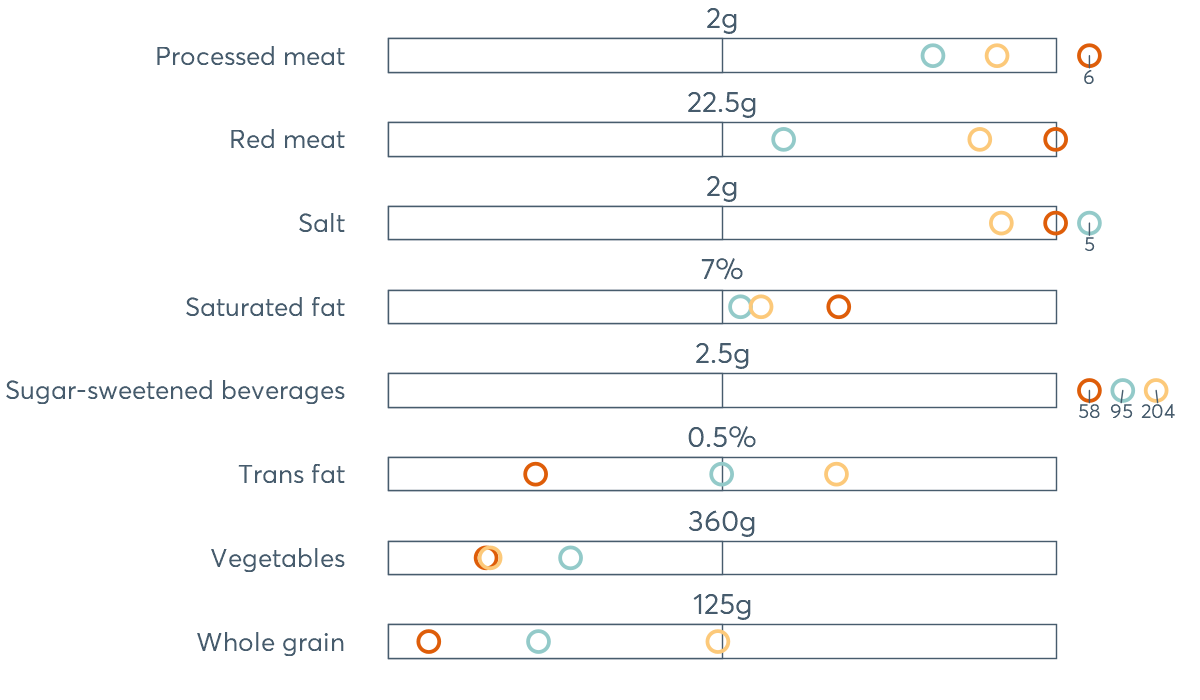 2g
Processed meat
6
22.5g
Red meat
2g
Salt
5
7%
Saturated fat
2.5g
Sugar-sweetened beverages
58 95 204
0.5%
Trans fat
360g
Vegetables
125g
Whole grain